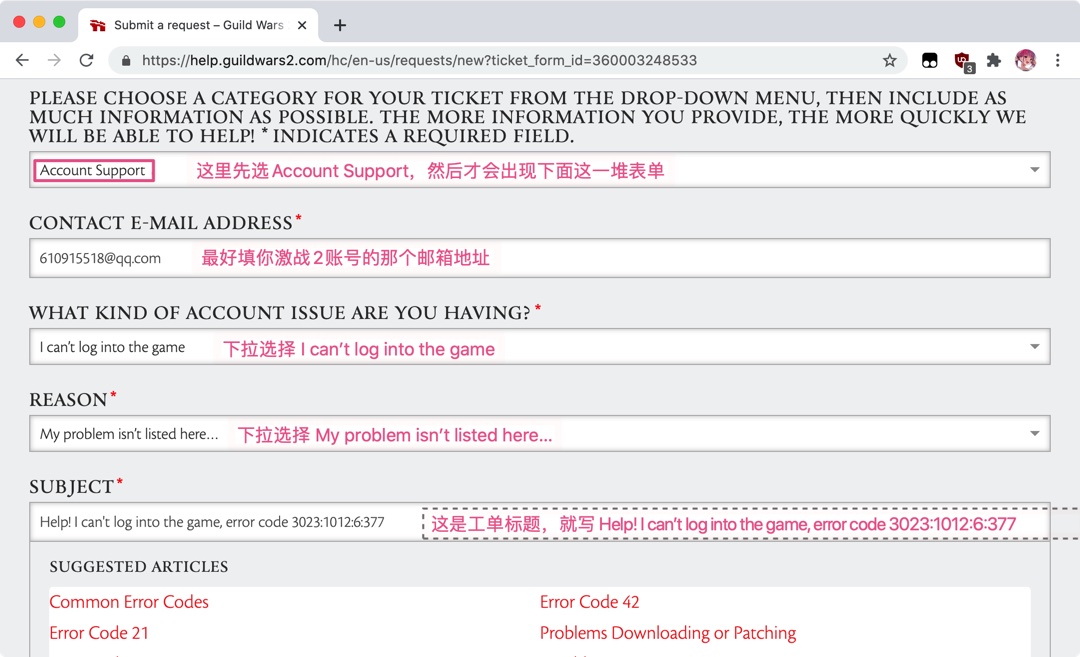 Submit a request – Guild Wars
https://help.guildwars2.com/hc/en-us/requests/new?ticket_form_id=360003248533
3
PLEASE CHOOSE A CATEGORY FOR YOUR TICKET FROM THE DROP-DOWN MENU, THEN INCLUDE AS
MUCH INFORMATION AS POSSIBLE. THE MORE INFORMATION YOU PROVIDE, THE MORE QUICKLY WE
WILL BE ABLE TO HELP! * INDICATES A REQUIRED FIELD.
Account Support 这里先选Account Support，然后才会出现下面这一堆表单
CONTACT E-MAIL ADDRESS*
610915518@qq.com 最好填你激战2账号的那个邮箱地址
WHAT KIND OF ACCOUNT ISSUE ARE YOU HAVING?*
I can’t log into the game 下拉选择 I can’t log into the game
REASON*
My problem isn’t listed here... 下拉选择 My problem isn’t listed here...
SUBJECT*
Help! I can't log into the game, error code 3023:1012:6:377 这是工单标题，就写 Help! I can’t log into the game, error code 3023:1012:6:377
SUGGESTED ARTICLES
Common Error Codes Error Code 42
Error Code 21 Problems Downloading or Patching